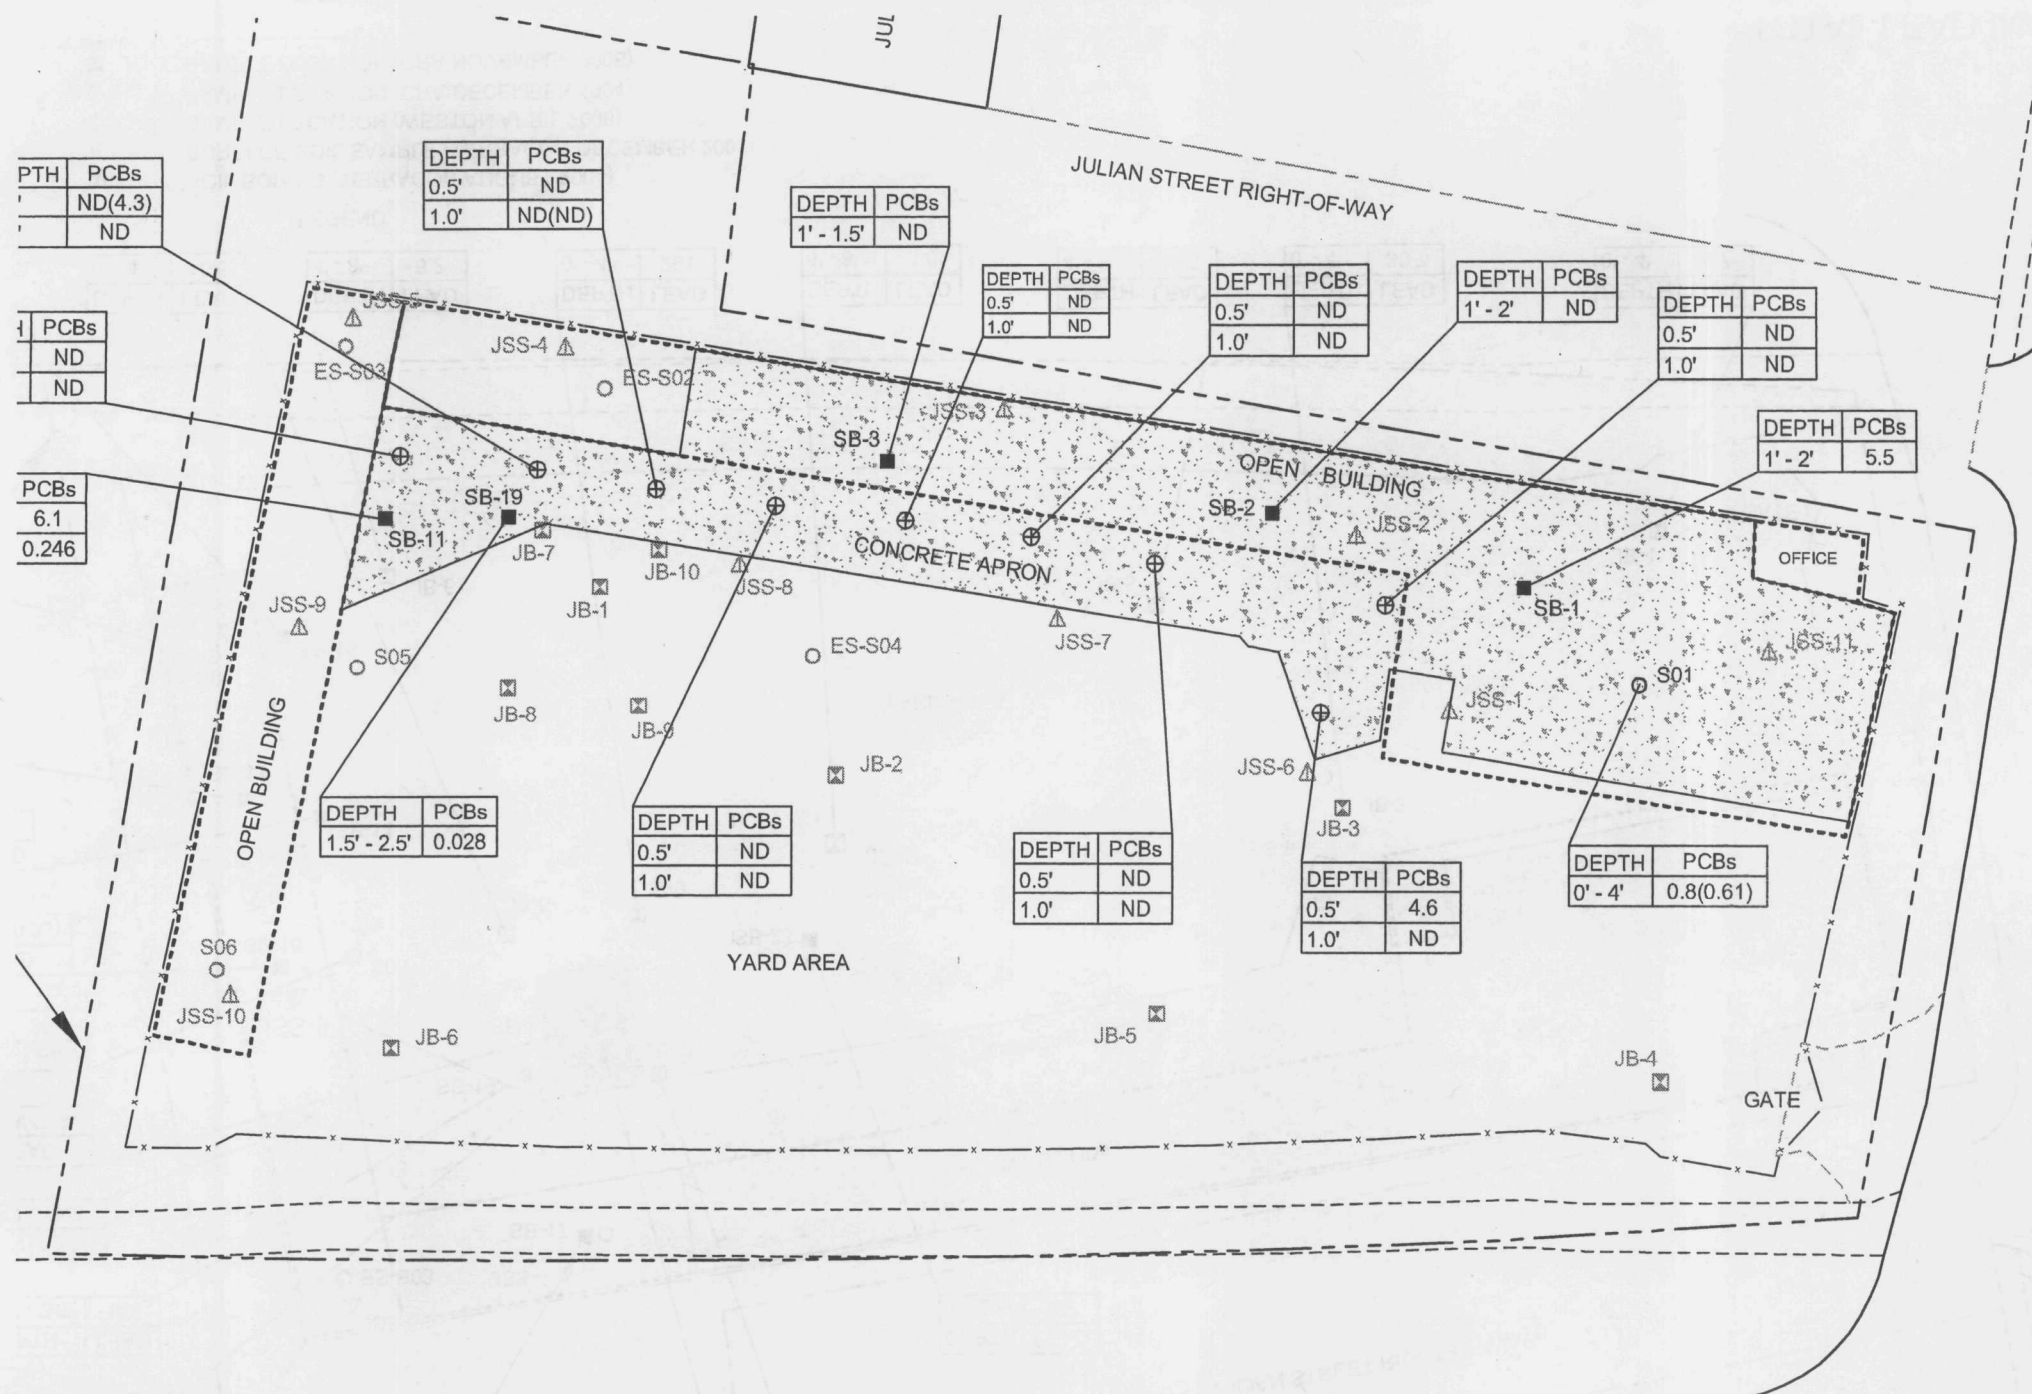 JUL
JULIAN STREET RIGHT-OF-WAY
PTH PCBs
' ND(4.3)
' ND
DEPTH PCBs
0.5' ND
1.0' ND(ND)
DEPTH PCBs
1' - 1.5' ND
DEPTH PCBs
0.5' ND
1.0' ND
DEPTH PCBs
0.5' ND
1.0' ND
DEPTH PCBs
1' - 2' ND
DEPTH PCBs
0.5' ND
1.0' ND
DEPTH PCBs
1' - 2' 5.5
PCBs
ND
ND
PCBs
6.1
0.246
JSS-5
ES-S03
JSS-4
ES-S02
JSS-3
SB-3
OPEN BUILDING
SB-2
JSS-2
OFFICE
SB-19
SB-11
JB-7
JB-10
JSS-8
CONCRETE APRON
JB-1
SB-1
JSS-9
S05
ES-S04
JSS-7
JSS-11
S01
JSS-1
JB-8
JB-9
JB-2
JSS-6
JB-3
OPEN BUILDING
DEPTH PCBs
1.5' - 2.5' 0.028
DEPTH PCBs
0.5' ND
1.0' ND
DEPTH PCBs
0.5' ND
1.0' ND
DEPTH PCBs
0.5' 4.6
1.0' ND
DEPTH PCBs
0' - 4' 0.8(0.61)
S06
JSS-10
YARD AREA
JB-6
JB-5
JB-4
GATE